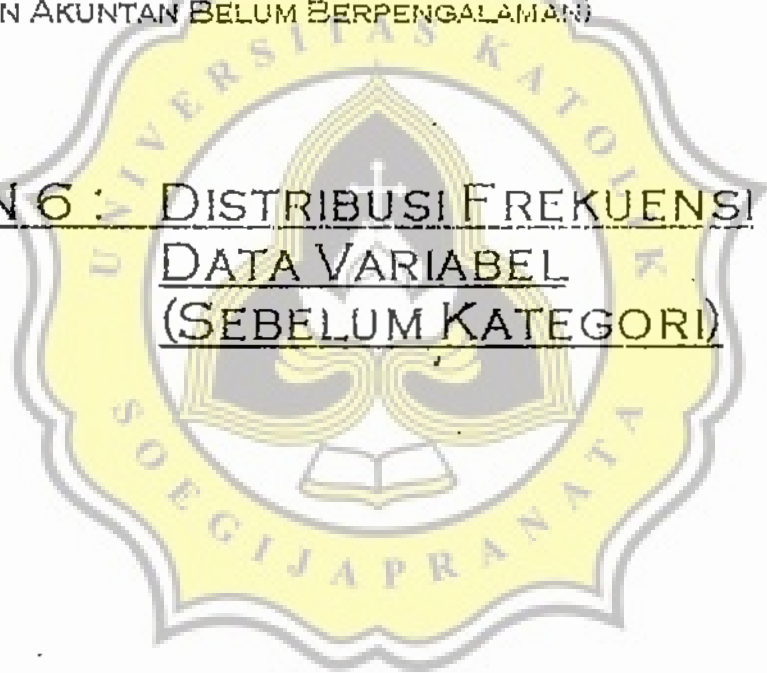 N AKUNTAN BELUM BERPENGALAMAN)
N 6 : DISTRIBUSI FREKUENSI
DATA VARIABEL
(SEBELUM KATEGORI)
UNIVERSITAS KATOLIK
SOEGIJAPRANATA